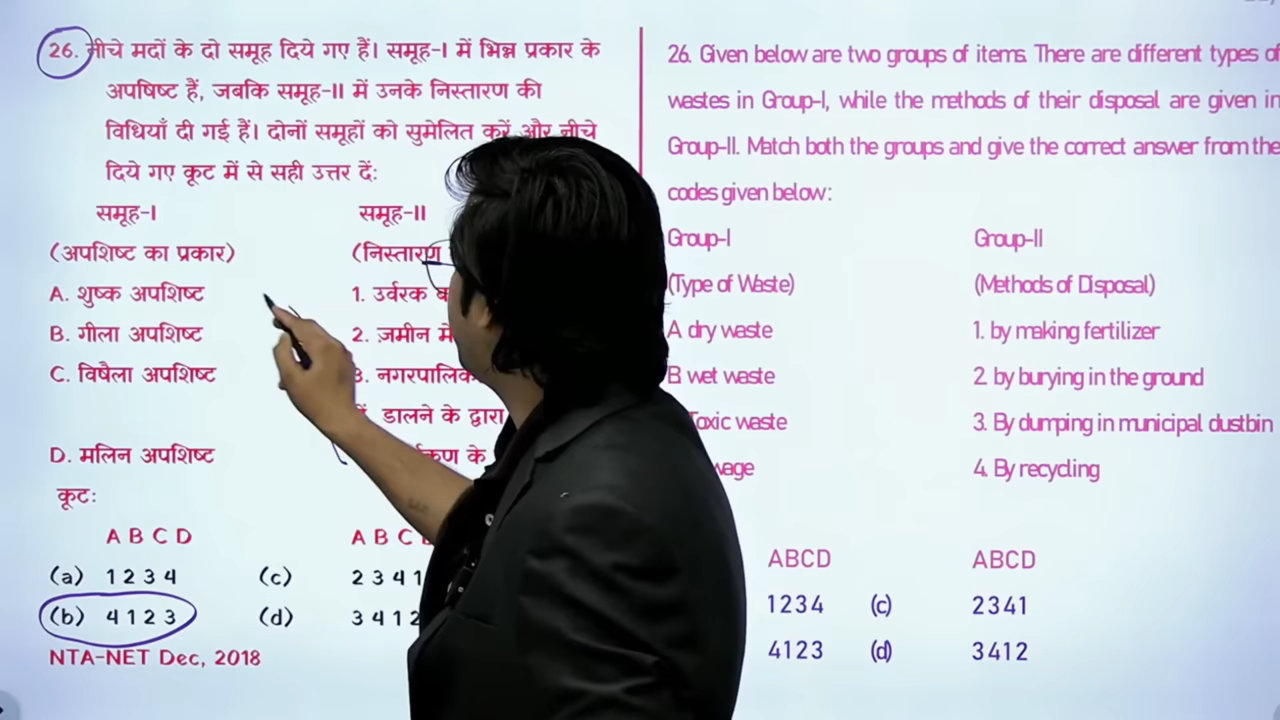 26. नीचे मदों के दो समूह दिये गए हैं। समूह-I में भिन्न प्रकार के
अपषिष्ट हैं, जबकि समूह-II में उनके निस्तारण की
विधियाँ दी गई हैं। दोनों समूहों को सुमेलित करें और नीचे
दिये गए कूट में से सही उत्तर दें:
समूह-I समूह-II
(अपशिष्ट का प्रकार) (निस्तारण
A. शुष्क अपशिष्ट 1. उर्वरक
B. गीला अपशिष्ट 2. ज़मीन में
C. विषैला अपशिष्ट 3.
डालने के द्वारा
D. मलिन अपशिष्ट के
कूट:
A B C D A B C
(a) 1 2 3 4 (c) 2 3 4 1
(b) 4 1 2 3 (d) 3 4 1 2
NTA-NET Dec, 2018
26. Given below are two groups of items. There are different types of
wastes in Group-I, while the methods of their disposal are given in
Group-II. Match both the groups and give the correct answer from the
codes given below:
Group-I Group-II
(Type of Waste) (Methods of Disposal)
A dry waste 1. by making fertilizer
B. wet waste 2. by burying in the ground
Toxic waste 3. By dumping in municipal dustbin
4. By recycling
ABCD ABCD
1234 (c) 2341
4123 (d) 3412